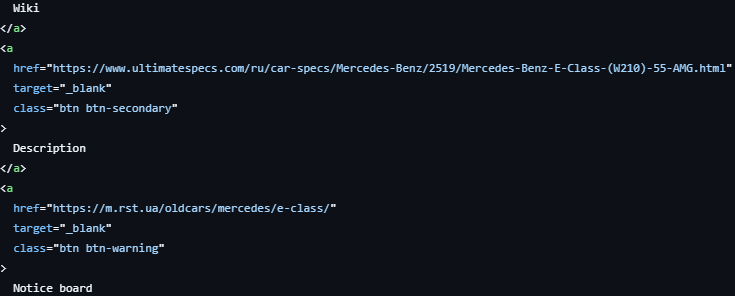 Wiki
</a>
<a
href="https://www.ultimatespecs.com/ru/car-specs/Mercedes-Benz/2519/Mercedes-Benz-E-Class-(W210)-55-AMG.html"
target="_blank"
class="btn btn-secondary"
>
Description
</a>
<a
href="https://m.rst.ua/oldcars/mercedes/e-class/"
target="_blank"
class="btn btn-warning"
>
Notice board